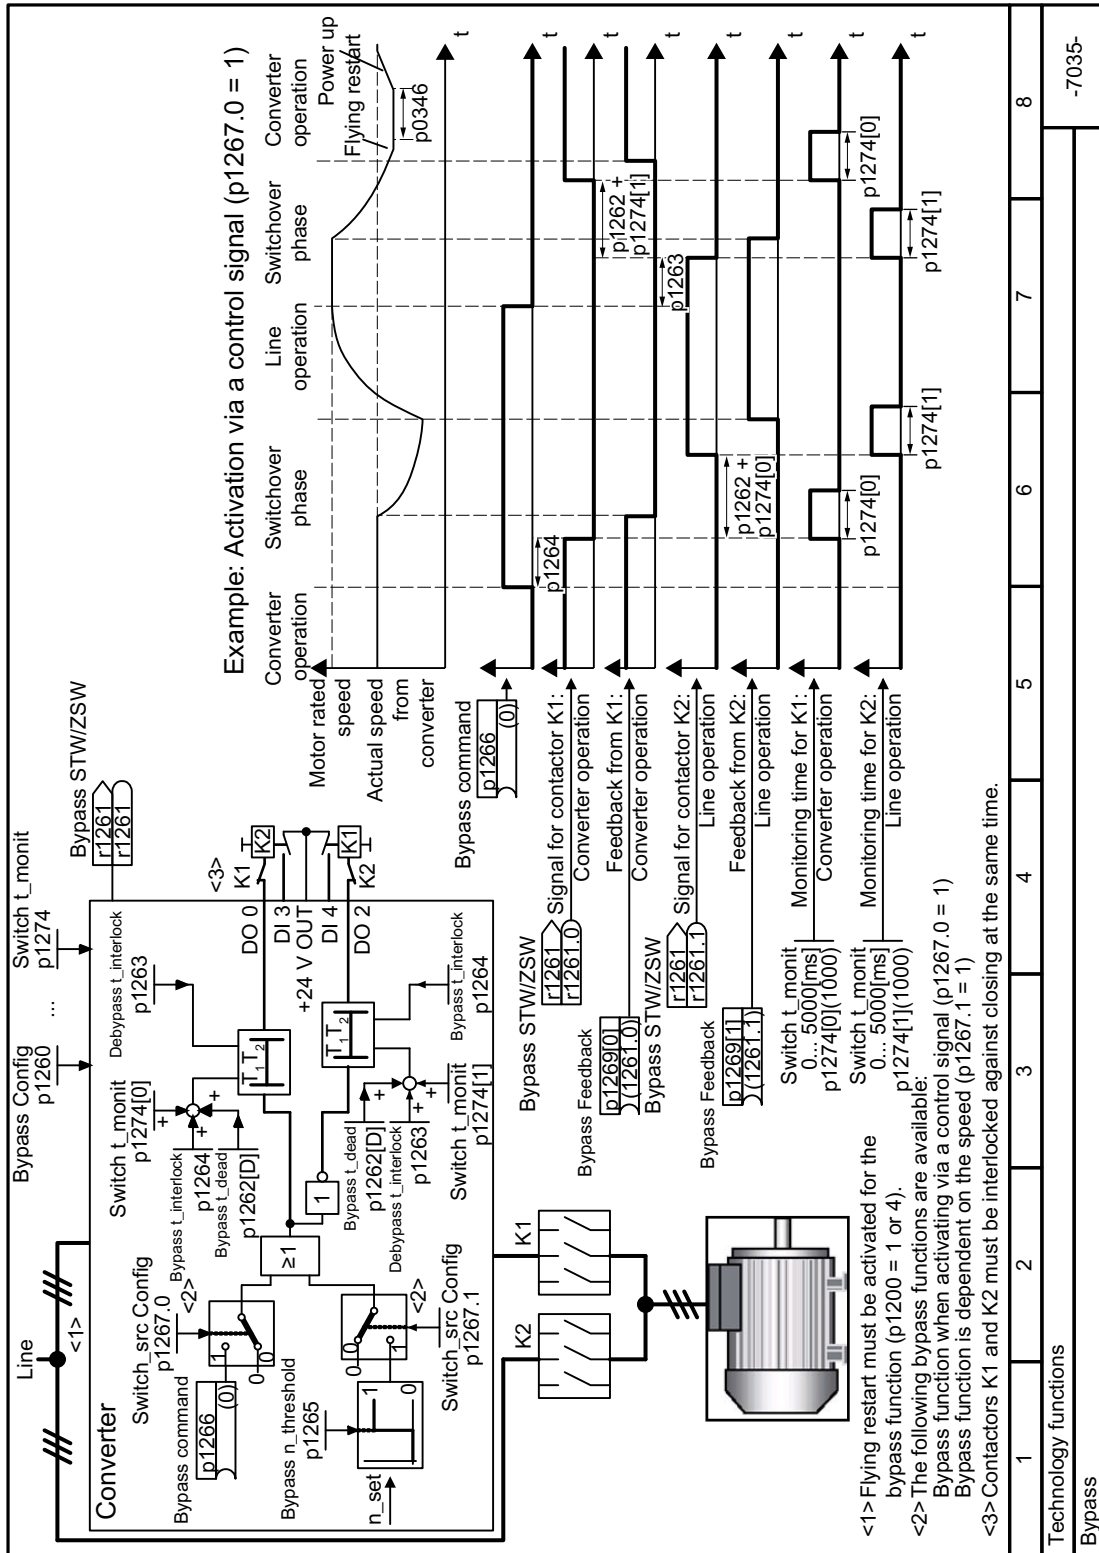 Line
<1>
Bypass Config
p1260
...
Switch t_monit
p1274
Bypass STW/ZSW
r1261
r1261
Converter
Switch_src Config
p1267.0
<2>
Bypass command
p1266
(0)
1
0
0
Bypass n_threshold
p1265
n_set
1
0
0
0
1
<2>
Switch_src Config
p1267.1
≥1
1
Switch t_monit
p1274[0]
+
+
+
Bypass t_interlock
p1264
Bypass t_dead
p1262[D]
Debypass t_interlock
p1263
T1 T2
T1 T2
Bypass t_dead
p1262[D]
Debypass t_interlock
p1263
+
+
+
Switch t_monit
p1274[1]
Bypass t_interlock
p1264
<3>
DO 0
DI 3
+24 V OUT
DI 4
DO 2
K1
K2
K2
K1
K2
K1
Example: Activation via a control signal (p1267.0 = 1)
Converter
operation
Switchover
phase
Line
operation
Switchover
phase
Converter
operation
Motor rated
speed
Actual speed
from
converter
Flying restart
Power up
p0346
t
Bypass command
p1266
(0)
t
p1264
Bypass STW/ZSW
r1261
r1261.0
Signal for contactor K1:
Converter operation
p1262 +
p1274[1]
t
Bypass Feedback
p1269[0]
(1261.0)
Feedback from K1:
Converter operation
p1263
t
Bypass STW/ZSW
r1261
r1261.1
Signal for contactor K2:
Line operation
p1262 +
p1274[0]
t
Bypass Feedback
p1269[1]
(1261.1)
Feedback from K2:
Line operation
t
Switch t_monit
0... 5000[ms]
p1274[0](1000)
Monitoring time for K1:
Converter operation
p1274[0]
p1274[0]
t
Switch t_monit
0... 5000[ms]
p1274[1](1000)
Monitoring time for K2:
Line operation
p1274[1]
p1274[1]
t
<1> Flying restart must be activated for the
bypass function (p1200 = 1 or 4).
<2> The following bypass functions are available:
Bypass function when activating via a control signal (p1267.0 = 1)
Bypass function is dependent on the speed (p1267.1 = 1)
<3> Contactors K1 and K2 must be interlocked against closing at the same time.
1
2
3
4
5
6
7
8
Technology functions
Bypass
-7035-